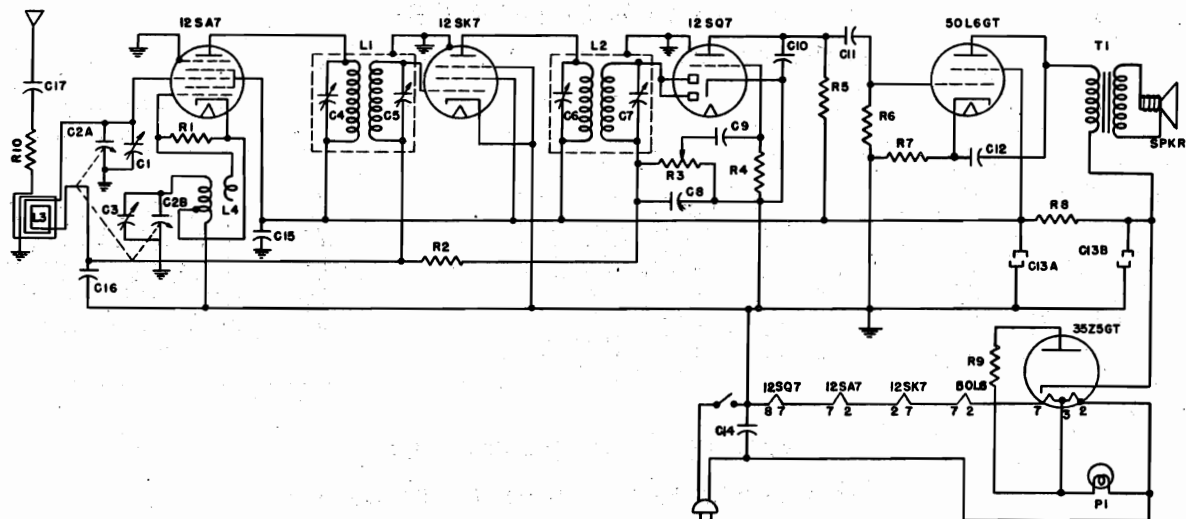 12SA7
12SK7
12SQ7
50L6GT
L1
L2
T1
C10
C11
C17
C2A
C1
R1
C4
C5
C6
C7
C9
R5
R6
R7
C12
SPKR
R10
R3
R4
C8
L3
C3
C2B
L4
C15
R2
R8
C16
C13A
C13B
35Z5GT
R9
12SQ7
12SA7
12SK7
50L6
8 7
7 2
2 7
7 2
7
3
2
C14
P1